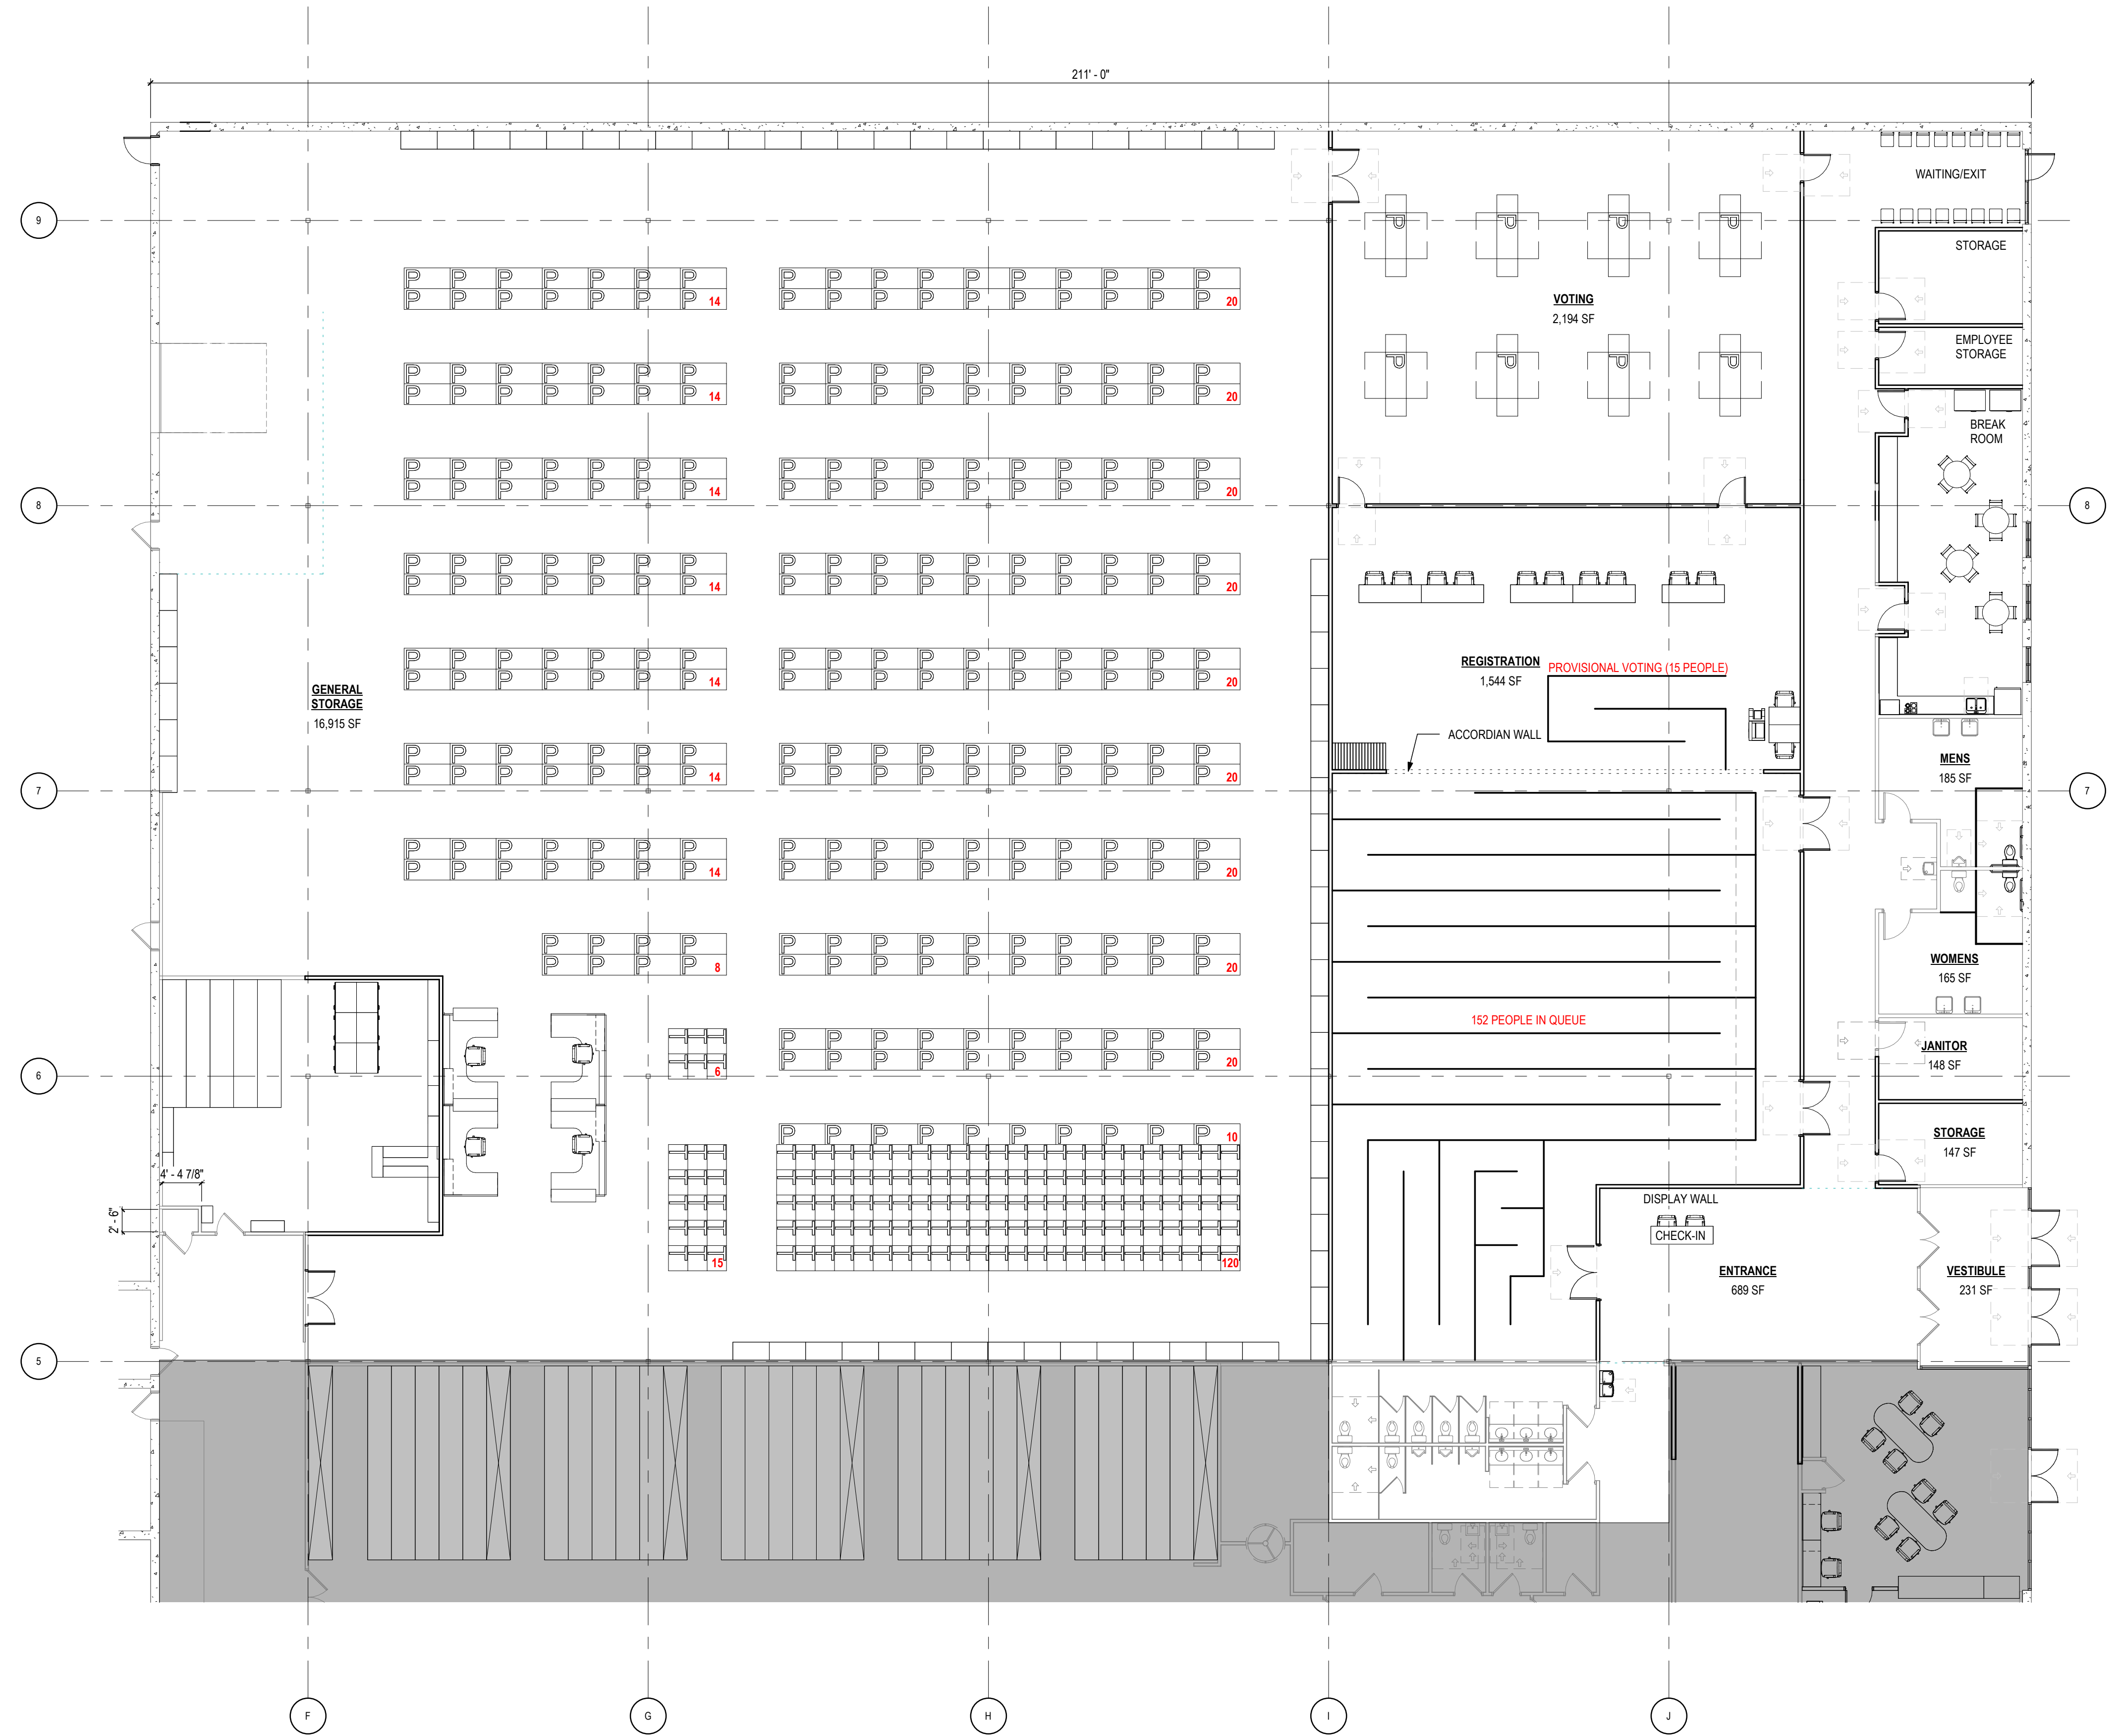 211' - 0"
WAITING/EXIT
9
STORAGE
14
20
VOTING
2,194 SF
EMPLOYEE
STORAGE
14
20
BREAK
ROOM
14
20
8
8
14
20
REGISTRATION
1,544 SF
PROVISIONAL VOTING (15 PEOPLE)
GENERAL
STORAGE
16,915 SF
14
20
ACCORDIAN WALL
MENS
185 SF
14
20
7
7
14
20
WOMENS
165 SF
8
20
152 PEOPLE IN QUEUE
JANITOR
148 SF
6
20
6
STORAGE
147 SF
10
4' - 4 7/8"
2' - 6"
DISPLAY WALL
CHECK-IN
15
120
ENTRANCE
689 SF
VESTIBULE
231 SF
5
F
G
H
I
J